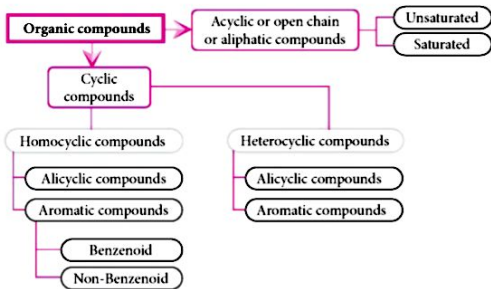 Organic compounds
Acyclic or open chain
or aliphatic compounds
Unsaturated
Saturated
Cyclic
compounds
Homocyclic compounds
Heterocyclic compounds
Alicyclic compounds
Alicyclic compounds
Aromatic compounds
Aromatic compounds
Benzenoid
Non-Benzenoid